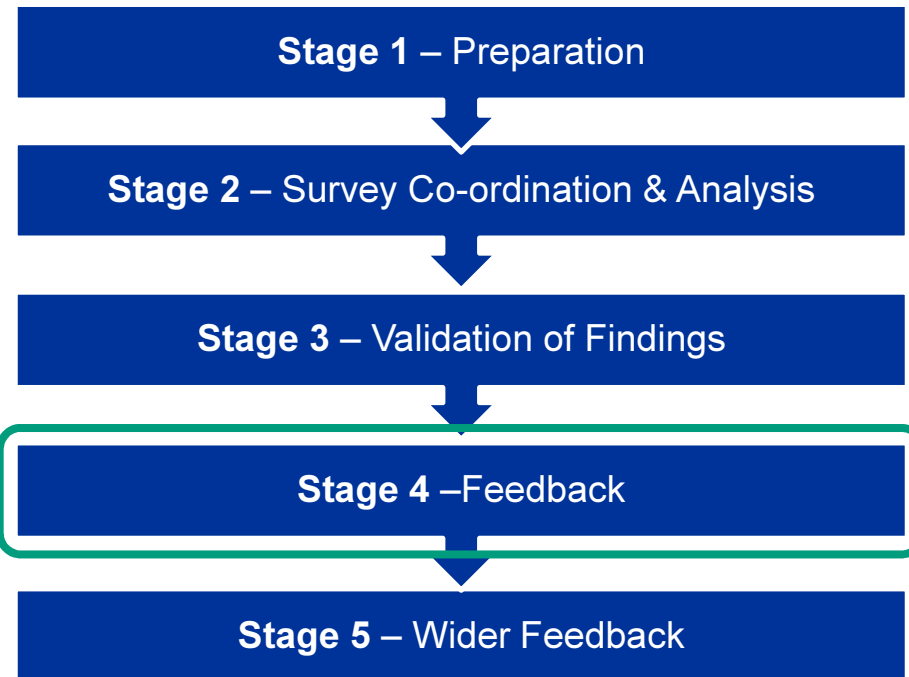 Stage 1 – Preparation
Stage 2 – Survey Co-ordination & Analysis
Stage 3 – Validation of Findings
Stage 4 –Feedback
Stage 5 – Wider Feedback